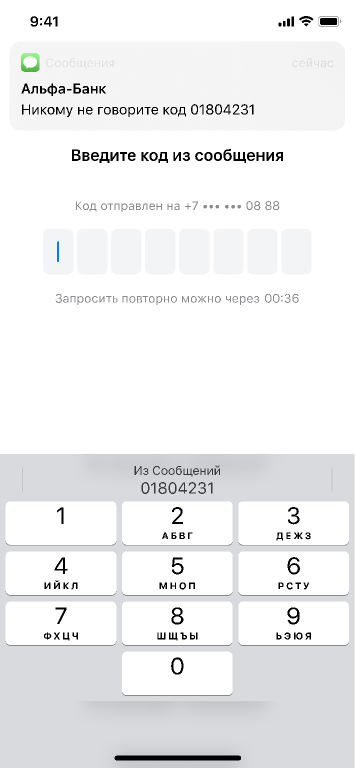 9:41
Сообщения
сейчас
Альфа-Банк
Никому не говорите код 01804231
Введите код из сообщения
Код отправлен на +7 ••• ••• 08 88
Запросить повторно можно через 00:36
Из Сообщений
01804231
1
2
3
АБВГ
ДЕЖЗ
4
5
6
ИЙКЛ
МНОП
РСТУ
7
8
9
ФХЦЧ
ШЩЪЫ
ЬЭЮЯ
0